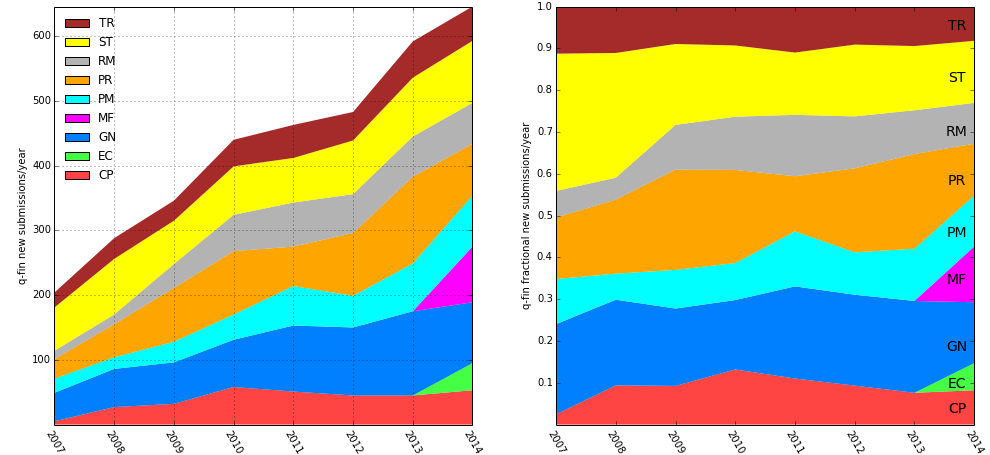 q-fin new submissions/year
600
500
400
300
200
100
TR
ST
RM
PR
PM
MF
GN
EC
CP
2007
2008
2009
2010
2011
2012
2013
2014
q-fin fractional new submissions/year
1.0
0.9
0.8
0.7
0.6
0.5
0.4
0.3
0.2
0.1
TR
ST
RM
PR
PM
MF
GN
EC
CP
2007
2008
2009
2010
2011
2012
2013
2014